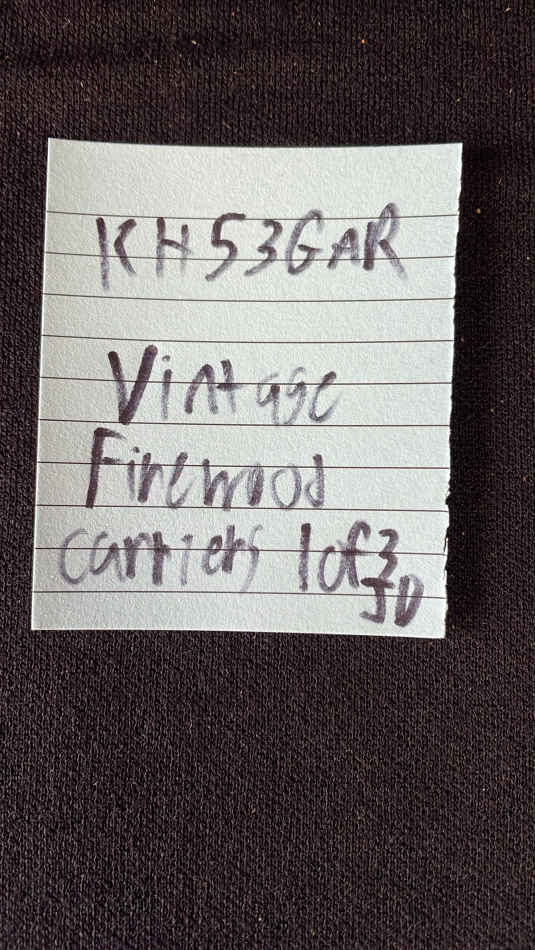 KH53GAR
Vintage
Firewood
carriers 1of3
JD